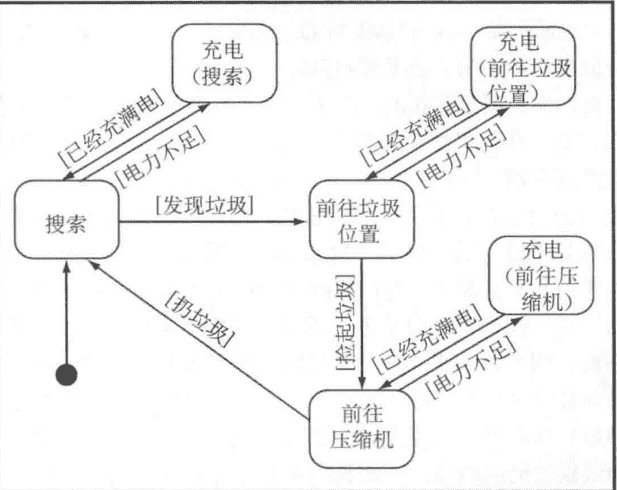 充电
（搜索）
充电
（前往垃圾
位置）
[已经充满电]
[电力不足]
[已经充满电]
[电力不足]
搜索
[发现垃圾]
前往垃圾
位置
充电
（前往压
缩机）
[扔垃圾]
[捡起垃圾]
[已经充满电]
[电力不足]
前往
压缩机